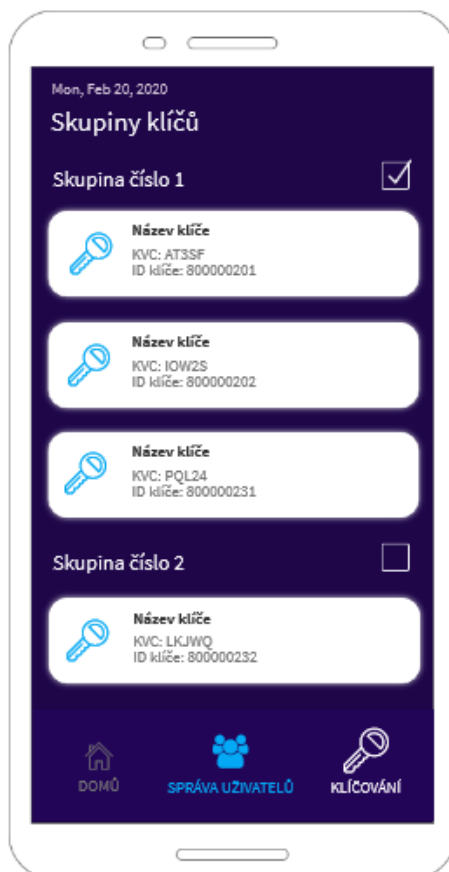 Mon, Feb 20, 2020
Skupiny klíčů
Skupina číslo 1
Název klíče
KVC: AT3SF
ID klíče: 800000201
Název klíče
KVC: IOW2S
ID klíče: 800000202
Název klíče
KVC: PQL24
ID klíče: 800000231
Skupina číslo 2
Název klíče
KVC: LKJWQ
ID klíče: 800000232
DOMŮ
SPRÁVA UŽIVATELŮ
KLÍČOVÁNÍ